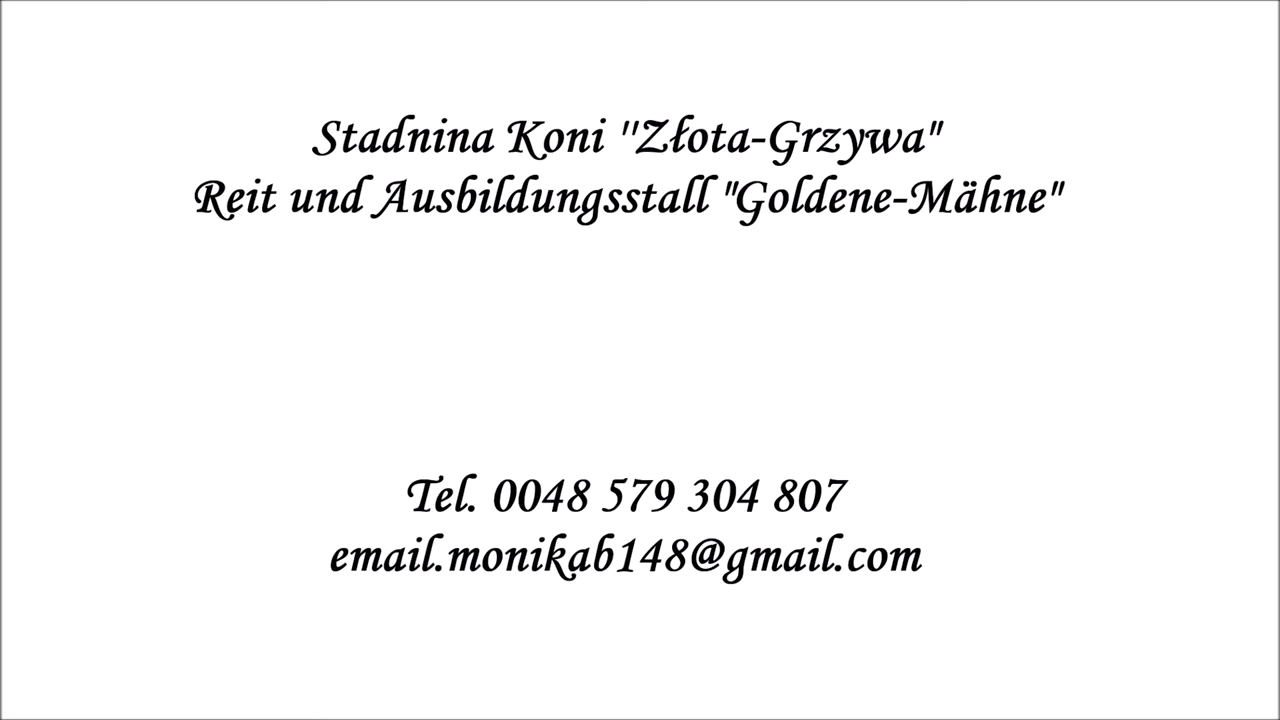 Stadnina Koni "Złota-Grzywa"
Reit und Ausbildungsstall "Goldene-Mähne"
Tel. 0048 579 304 807
email.monikab148@gmail.com